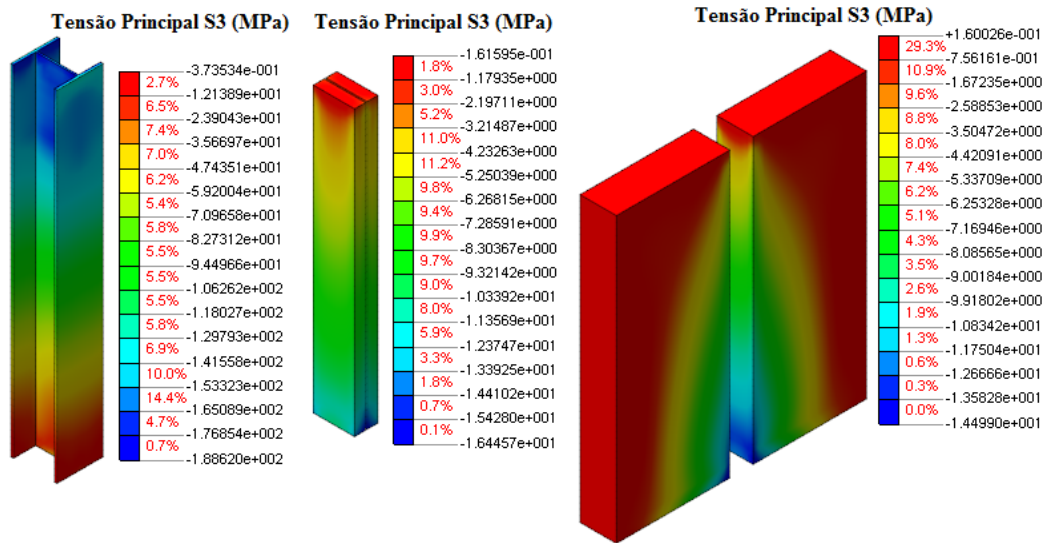 Tensão Principal S3 (MPa)
-3.73534e-001
2.7%
-1.21389e+001
6.5%
-2.39043e+001
7.4%
-3.56697e+001
7.0%
-4.74351e+001
6.2%
-5.92004e+001
5.4%
-7.09658e+001
5.8%
-8.27312e+001
5.5%
-9.44966e+001
5.5%
-1.06262e+002
5.5%
-1.18027e+002
5.8%
-1.29793e+002
6.9%
-1.41558e+002
10.0%
-1.53323e+002
14.4%
-1.65089e+002
4.7%
-1.76854e+002
0.7%
-1.88620e+002
Tensão Principal S3 (MPa)
-1.61595e-001
1.8%
-1.17935e+000
3.0%
-2.19711e+000
5.2%
-3.21487e+000
11.0%
-4.23263e+000
11.2%
-5.25039e+000
9.8%
-6.26815e+000
9.4%
-7.28591e+000
9.9%
-8.30367e+000
9.7%
-9.32142e+000
9.0%
-1.03392e+001
8.0%
-1.13569e+001
5.9%
-1.23747e+001
3.3%
-1.33925e+001
1.8%
-1.44102e+001
0.7%
-1.54280e+001
0.1%
-1.64457e+001
Tensão Principal S3 (MPa)
+1.60026e-001
29.3%
-7.56161e-001
10.9%
-1.67235e+000
9.6%
-2.58853e+000
8.8%
-3.50472e+000
8.0%
-4.42091e+000
7.4%
-5.33709e+000
6.2%
-6.25328e+000
5.1%
-7.16946e+000
4.3%
-8.08565e+000
3.5%
-9.00184e+000
2.6%
-9.91802e+000
1.9%
-1.08342e+001
1.3%
-1.17504e+001
0.6%
-1.26666e+001
0.3%
-1.35828e+001
0.0%
-1.44990e+001